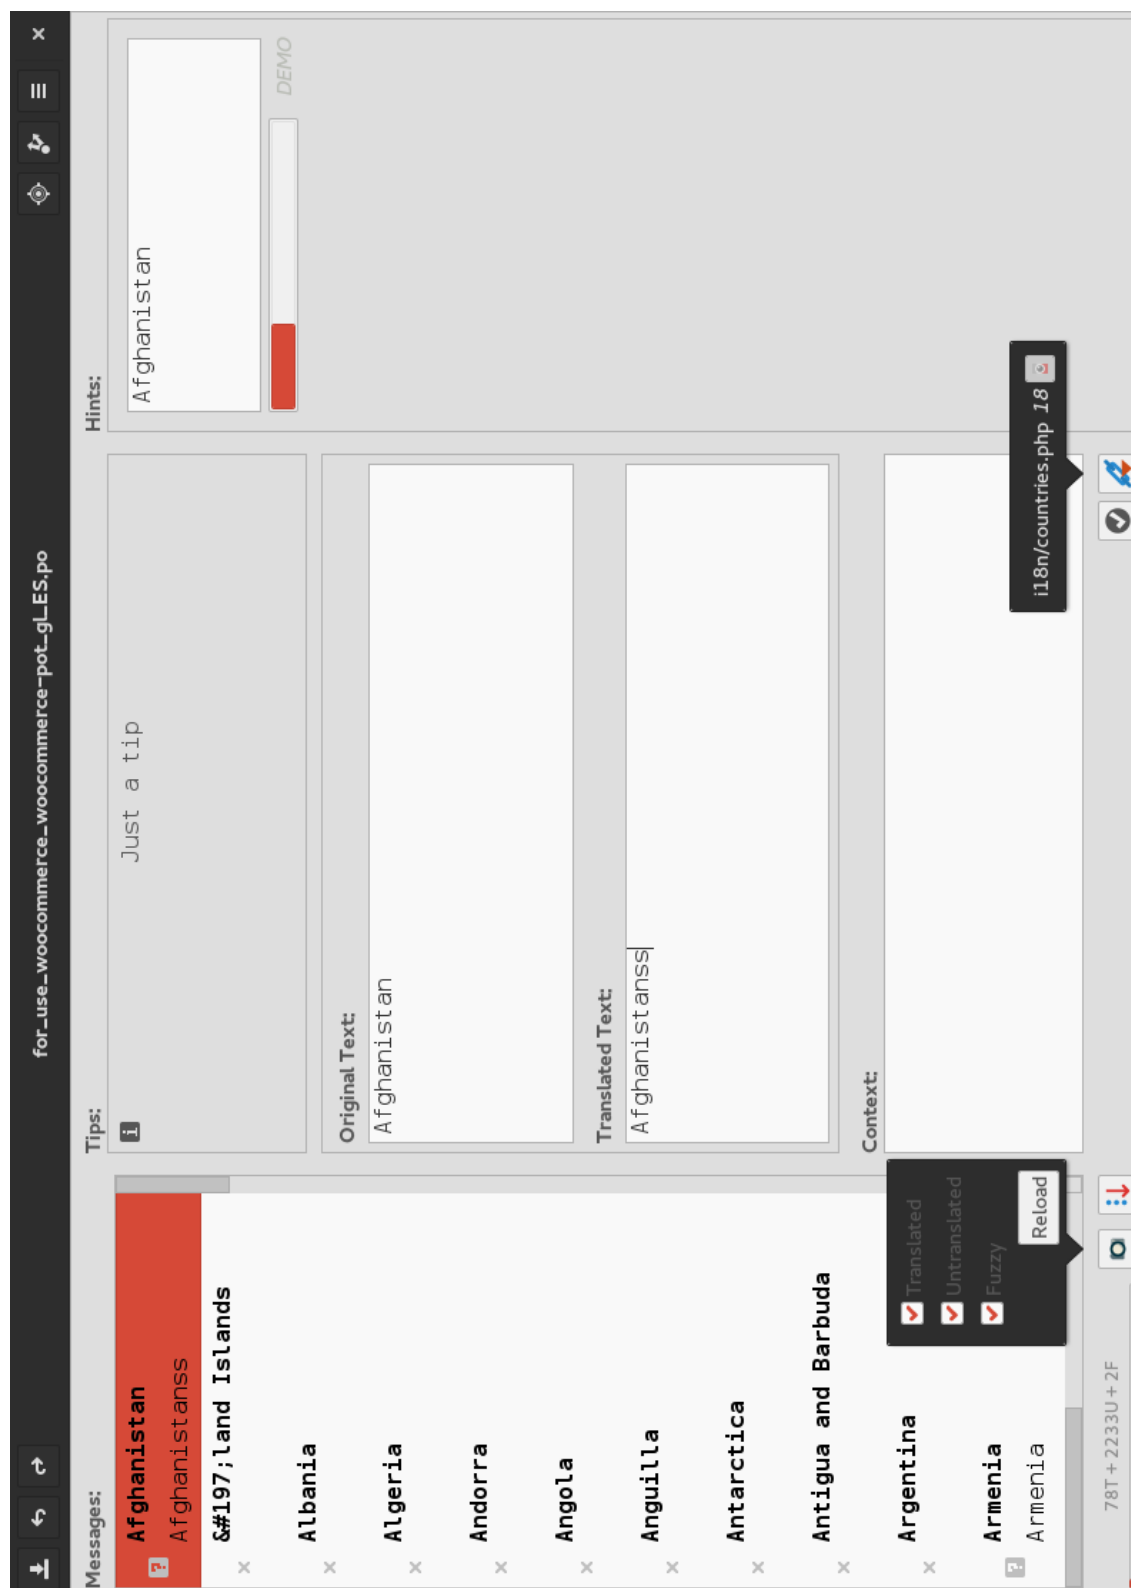 for_use_woocommerce_woocommerce-pot_gl_ES.po
Messages:
Afghanistan
Afghanistanss
&#197;land Islands
Albania
Algeria
Andorra
Angola
Anguilla
Antarctica
Antigua and Barbuda
Argentina
Armenia
Armenia
Translated
Untranslated
Fuzzy
Reload
78T + 2233U + 2F
Tips:
Just a tip
Original Text:
Afghanistan
Translated Text:
Afghanistanss
Context:
i18n/countries.php 18
Hints:
Afghanistan
DEMO